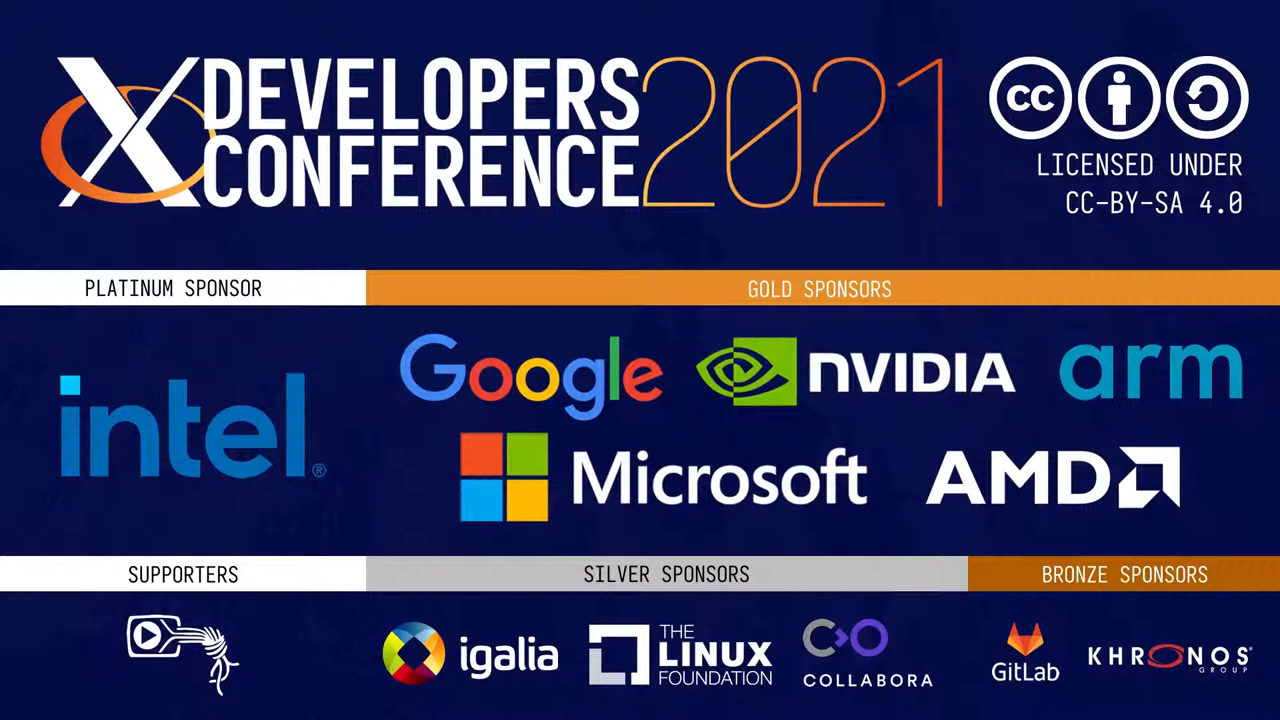 X DEVELOPERS 2021
CONFERENCE
cc
LICENSED UNDER
CC-BY-SA 4.0
PLATINUM SPONSOR
GOLD SPONSORS
intel®
Google
NVIDIA
arm
Microsoft
AMD
SUPPORTERS
SILVER SPONSORS
BRONZE SPONSORS
igalia
THE
LINUX
FOUNDATION
COLLABORA
GitLab
KHRONOS®
GROUP